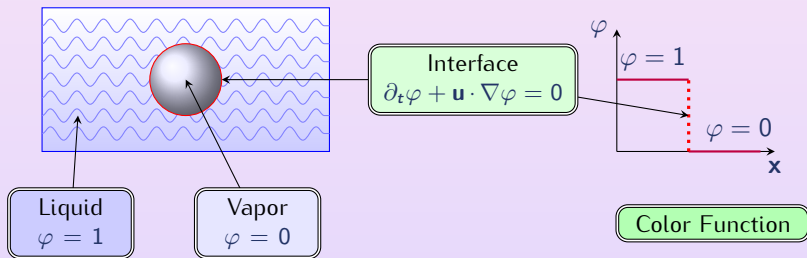 φ
φ = 1
φ = 0
x
Interface
∂ₜφ + u · ∇φ = 0
Liquid
φ = 1
Vapor
φ = 0
Color Function